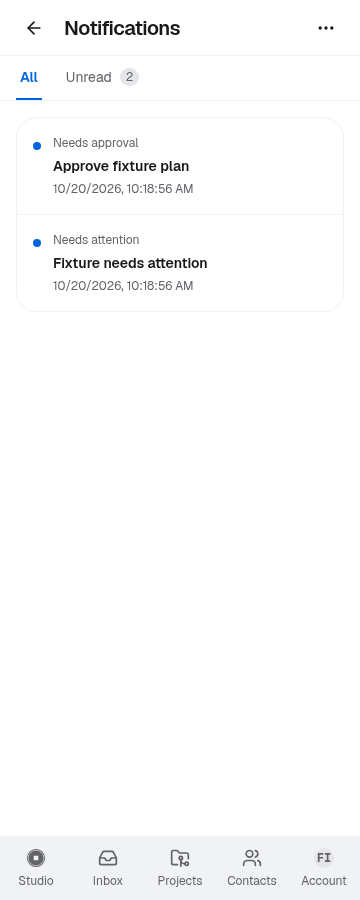 Notifications
All
Unread 2
Needs approval
Approve fixture plan
10/20/2026, 10:18:56 AM
Needs attention
Fixture needs attention
10/20/2026, 10:18:56 AM
FI
Studio Inbox Projects Contacts Account